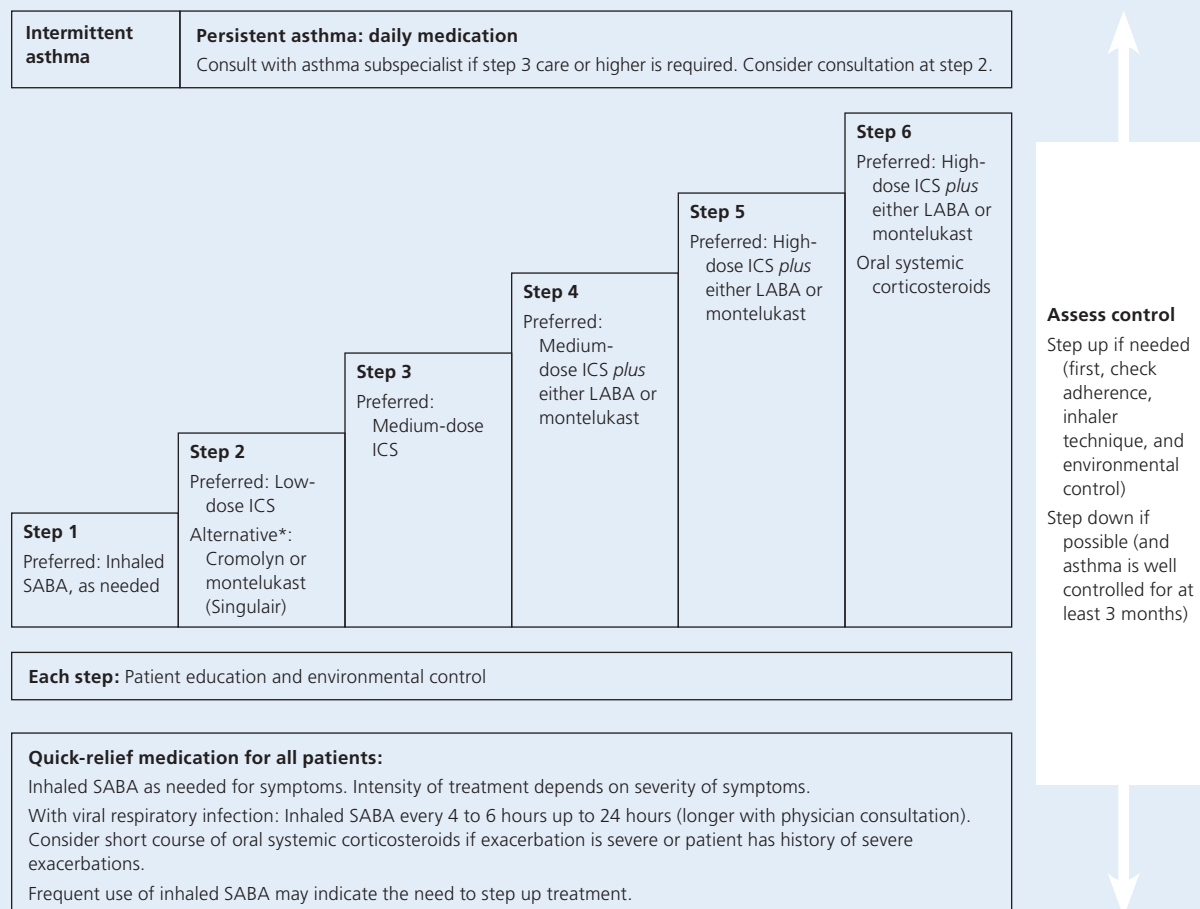 Intermittent
asthma
Persistent asthma: daily medication
Consult with asthma subspecialist if step 3 care or higher is required. Consider consultation at step 2.
Step 1
Preferred: Inhaled
SABA, as needed
Step 2
Preferred: Low-
dose ICS
Alternative*:
Cromolyn or
montelukast
(Singulair)
Step 3
Preferred:
Medium-dose
ICS
Step 4
Preferred:
Medium-
dose ICS plus
either LABA or
montelukast
Step 5
Preferred: High-
dose ICS plus
either LABA or
montelukast
Step 6
Preferred: High-
dose ICS plus
either LABA or
montelukast
Oral systemic
corticosteroids
Assess control
Step up if needed
(first, check
adherence,
inhaler
technique, and
environmental
control)
Step down if
possible (and
asthma is well
controlled for at
least 3 months)
Each step: Patient education and environmental control
Quick-relief medication for all patients:
Inhaled SABA as needed for symptoms. Intensity of treatment depends on severity of symptoms.
With viral respiratory infection: Inhaled SABA every 4 to 6 hours up to 24 hours (longer with physician consultation).
Consider short course of oral systemic corticosteroids if exacerbation is severe or patient has history of severe
exacerbations.
Frequent use of inhaled SABA may indicate the need to step up treatment.